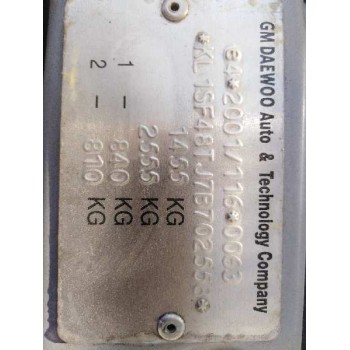 GM DAEWOO Auto & Technology Company
e4*2001/116*0063
*KL1SF48TJ7B702668*
1455 KG
2555 KG
1 - 840 KG
2 - 810 KG